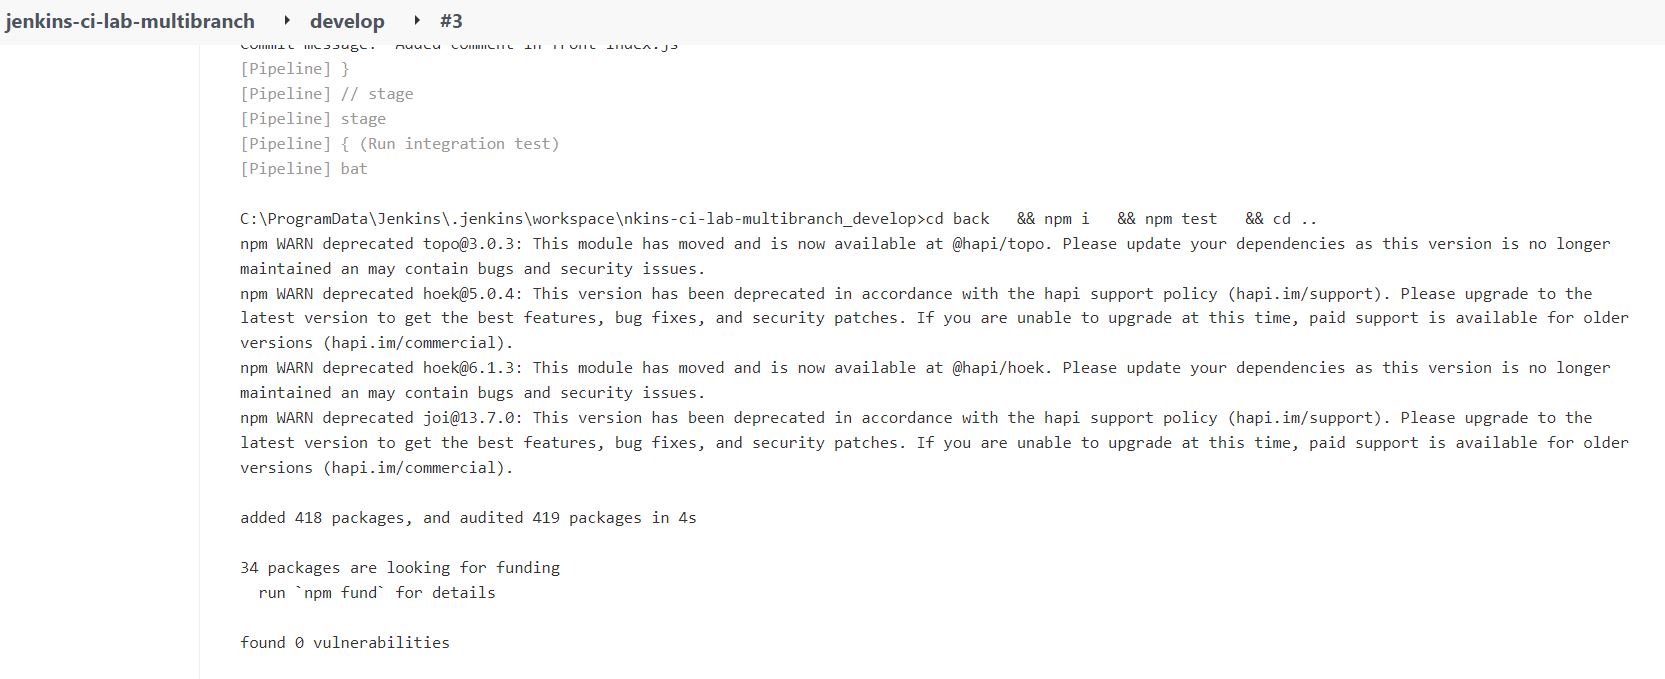 jenkins-ci-lab-multibranch ‣ develop ‣ #3
Commit message: "Added comment in front index.js"
[Pipeline] }
[Pipeline] // stage
[Pipeline] stage
[Pipeline] { (Run integration test)
[Pipeline] bat
C:\ProgramData\Jenkins\.jenkins\workspace\nkins-ci-lab-multibranch_develop>cd back   && npm i   && npm test   && cd ..
npm WARN deprecated topo@3.0.3: This module has moved and is now available at @hapi/topo. Please update your dependencies as this version is no longer
maintained an may contain bugs and security issues.
npm WARN deprecated hoek@5.0.4: This version has been deprecated in accordance with the hapi support policy (hapi.im/support). Please upgrade to the
latest version to get the best features, bug fixes, and security patches. If you are unable to upgrade at this time, paid support is available for older
versions (hapi.im/commercial).
npm WARN deprecated hoek@6.1.3: This module has moved and is now available at @hapi/hoek. Please update your dependencies as this version is no longer
maintained an may contain bugs and security issues.
npm WARN deprecated joi@13.7.0: This version has been deprecated in accordance with the hapi support policy (hapi.im/support). Please upgrade to the
latest version to get the best features, bug fixes, and security patches. If you are unable to upgrade at this time, paid support is available for older
versions (hapi.im/commercial).
added 418 packages, and audited 419 packages in 4s
34 packages are looking for funding
  run `npm fund` for details
found 0 vulnerabilities